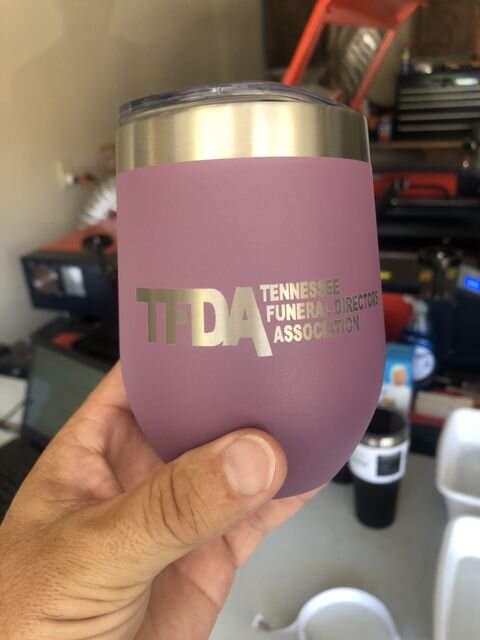 TFDA
TENNESSEE
FUNERAL DIRECTORS
ASSOCIATION